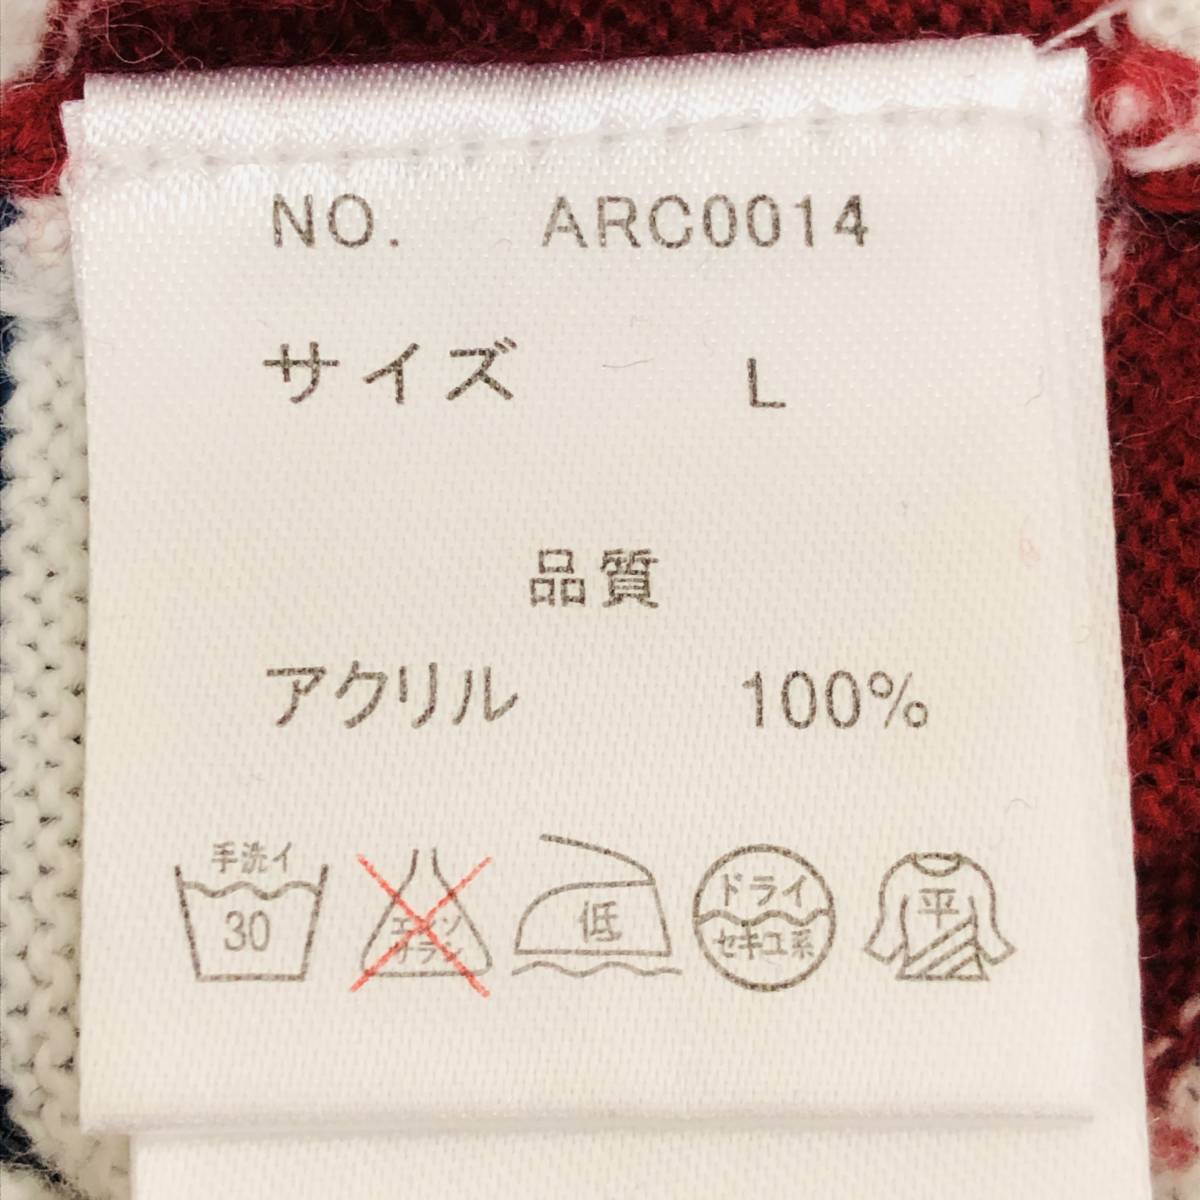 NO. ARC0014
サイズ L
品質
アクリル 100%
手洗イ
30
エンソ
サラシ
低
ドライ
セキユ系
平